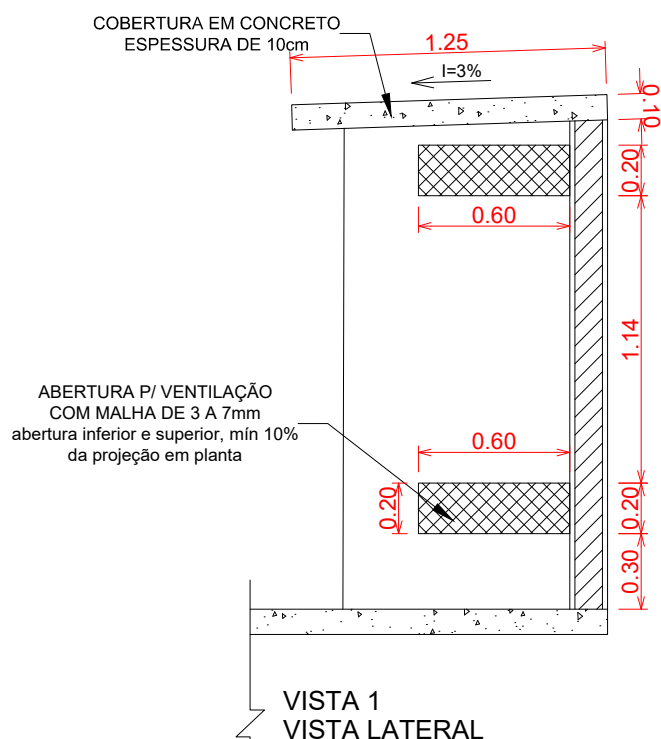 COBERTURA EM CONCRETO
ESPESSURA DE 10cm
1.25
I=3%
0.10
0.20
0.60
1.14
ABERTURA P/ VENTILAÇÃO
COM MALHA DE 3 A 7mm
abertura inferior e superior, mín 10%
da projeção em planta
0.60
0.20
0.20
0.30
VISTA 1
VISTA LATERAL